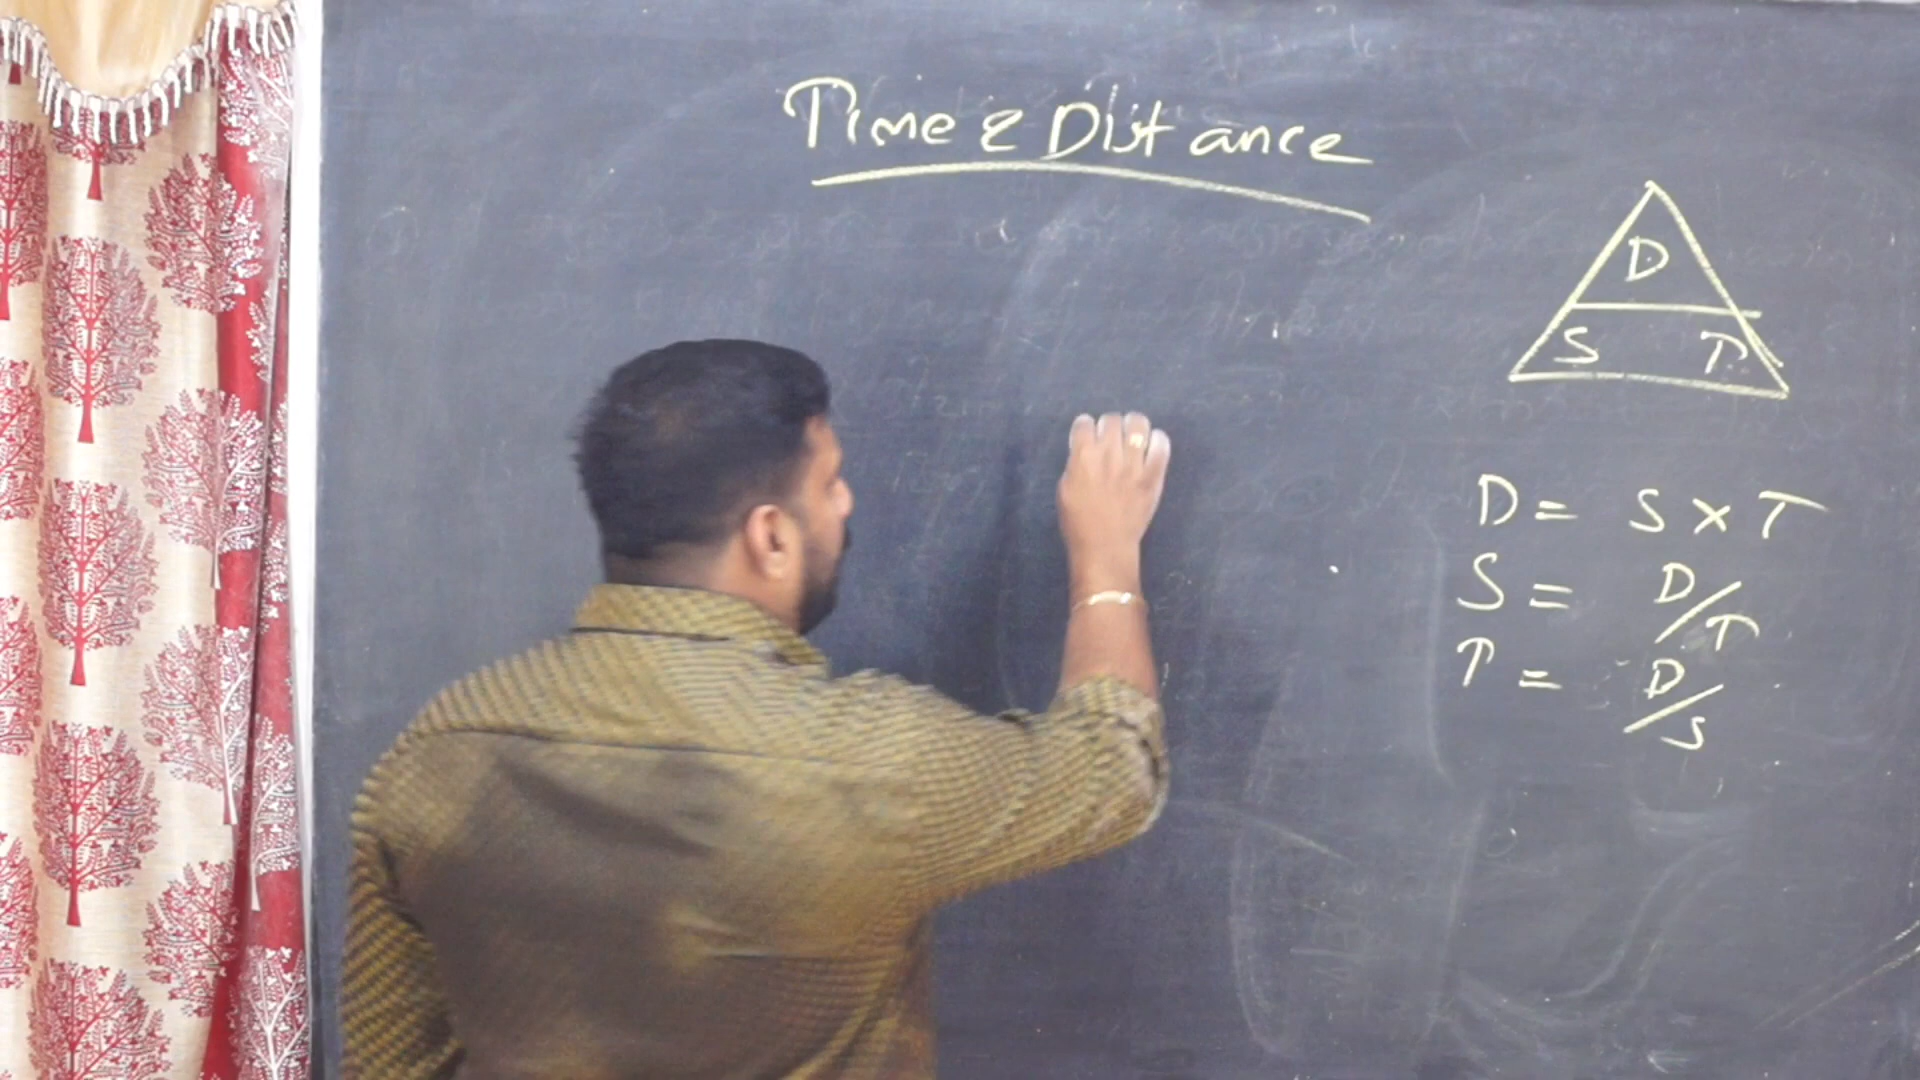 Time & Distance
D
S T
D = S × T
S = D/T
T = D/S